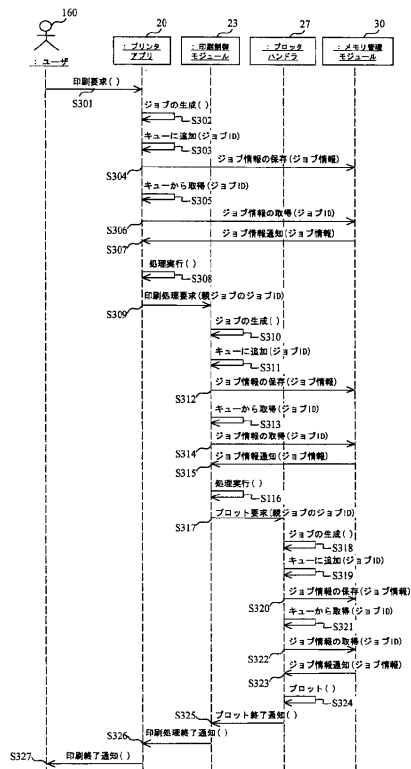 160
20
23
27
30
: ユーザ
: プリンタ
アプリ
: 印刷制御
モジュール
: プロッタ
ハンドラ
: メモリ管理
モジュール
印刷要求()
S301
ジョブの生成()
S302
キューに追加(ジョブID)
S303
ジョブ情報の保存(ジョブ情報)
S304
キューから取得(ジョブID)
S305
ジョブ情報の取得(ジョブID)
S306
ジョブ情報通知(ジョブ情報)
S307
処理実行()
S308
印刷処理要求(親ジョブのジョブID)
S309
ジョブの生成()
S310
キューに追加(ジョブID)
S311
ジョブ情報の保存(ジョブ情報)
S312
キューから取得(ジョブID)
S313
ジョブ情報の取得(ジョブID)
S314
ジョブ情報通知(ジョブ情報)
S315
処理実行()
S116
プロット要求(親ジョブのジョブID)
S317
ジョブの生成()
S318
キューに追加(ジョブID)
S319
ジョブ情報の保存(ジョブ情報)
S320
キューから取得(ジョブID)
S321
ジョブ情報の取得(ジョブID)
S322
ジョブ情報通知(ジョブ情報)
S323
プロット()
S324
プロット終了通知()
S325
印刷処理終了通知()
S326
印刷終了通知()
S327